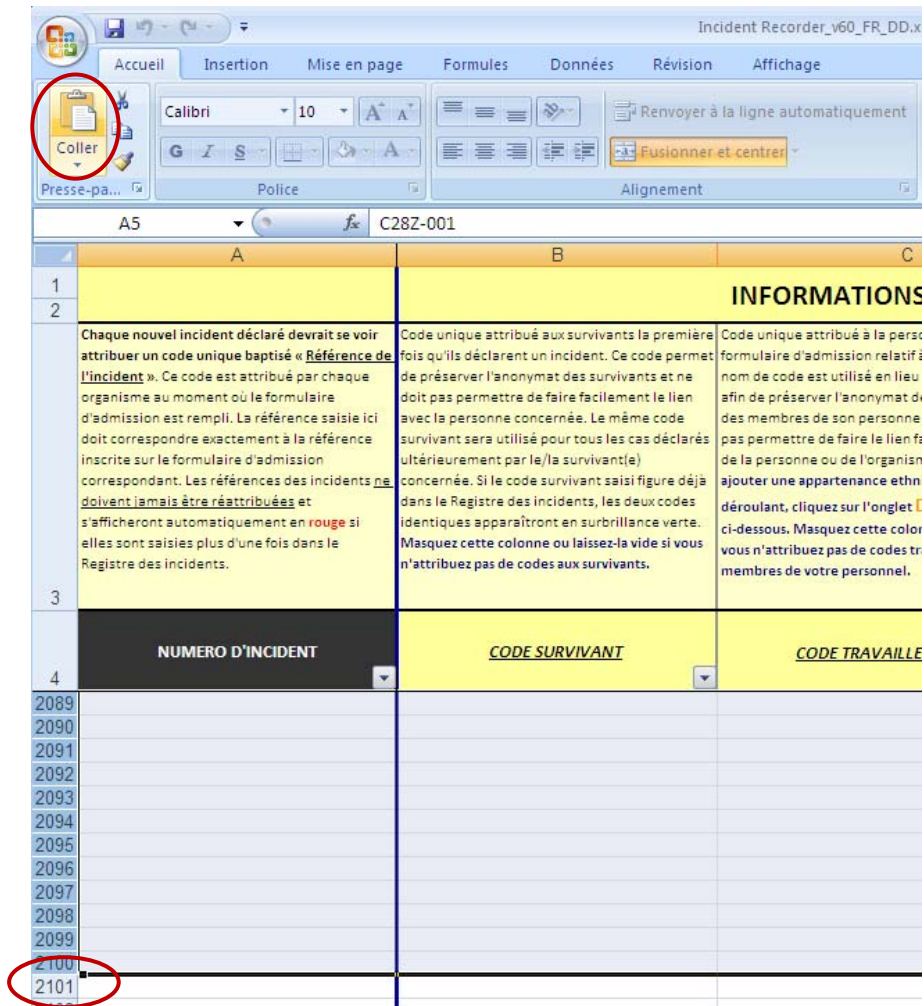 Incident Recorder_v60_FR_DD.x
Accueil Insertion Mise en page Formules Données Révision Affichage
Calibri 10 A A
Renvoyer à la ligne automatiquement
Coller
G I S A
Fusionner et centrer
Presse-pa... Police Alignement
A5 fx C28Z-001
A B C
1
INFORMATIONS
2
Chaque nouvel incident déclaré devrait se voir
attribuer un code unique baptisé « Référence de
l'incident ». Ce code est attribué par chaque
organisme au moment où le formulaire
d'admission est rempli. La référence saisie ici
doit correspondre exactement à la référence
inscrite sur le formulaire d'admission
correspondant. Les références des incidents ne
doivent jamais être réattribuées et
s'afficheront automatiquement en rouge si
elles sont saisies plus d'une fois dans le
Registre des incidents.
Code unique attribué aux survivants la première
fois qu'ils déclarent un incident. Ce code permet
de préserver l'anonymat des survivants et ne
doit pas permettre de faire facilement le lien
avec la personne concernée. Le même code
survivant sera utilisé pour tous les cas déclarés
ultérieurement par le/la survivant(e)
concernée. Si le code survivant saisi figure déjà
dans le Registre des incidents, les deux codes
identiques apparaîtront en surbrillance verte.
Masquez cette colonne ou laissez-la vide si vous
n'attribuez pas de codes aux survivants.
Code unique attribué à la perso
formulaire d'admission relatif à
nom de code est utilisé en lieu
afin de préserver l'anonymat de
des membres de son personne
pas permettre de faire le lien fa
de la personne ou de l'organism
ajouter une appartenance ethn
déroulant, cliquez sur l'onglet
ci-dessous. Masquez cette colon
vous n'attribuez pas de codes tra
membres de votre personnel.
3
NUMERO D'INCIDENT CODE SURVIVANT CODE TRAVAILLE
4
2089
2090
2091
2092
2093
2094
2095
2096
2097
2098
2099
2100
2101